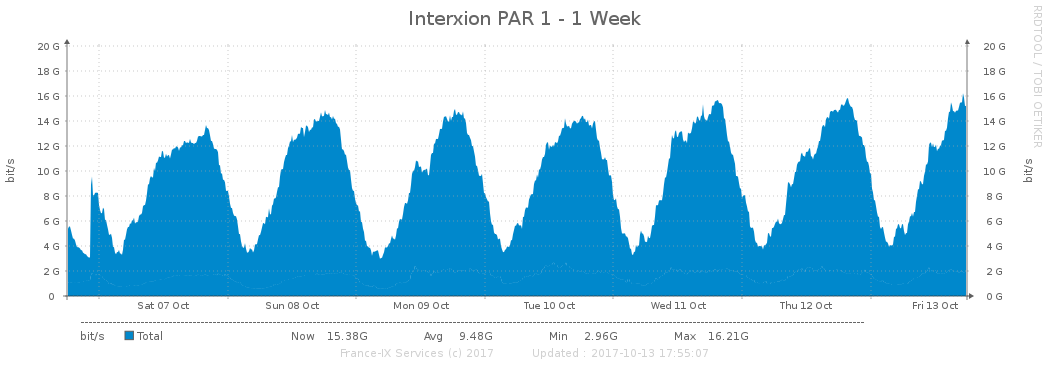 Interxion PAR 1 - 1 Week
RRDTOOL / TOBI OETIKER
bit/s
20 G 20 G
18 G 18 G
16 G 16 G
14 G 14 G
12 G 12 G
10 G 10 G
8 G 8 G
6 G 6 G
4 G 4 G
2 G 2 G
0 0 G
bit/s
Sat 07 Oct Sun 08 Oct Mon 09 Oct Tue 10 Oct Wed 11 Oct Thu 12 Oct Fri 13 Oct
bit/s Total Now 15.38G Avg 9.48G Min 2.96G Max 16.21G
France-IX Services (c) 2017 Updated : 2017-10-13 17:55:07